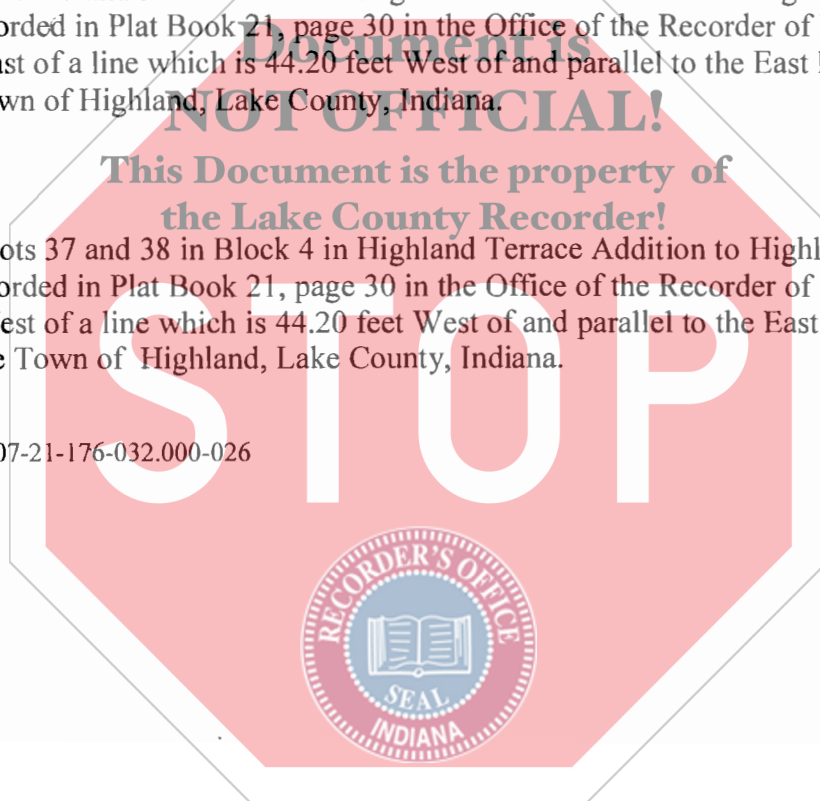 orded in Plat Book 21, page 30 in the Office of the Recorder of
Document is
ast of a line which is 44.20 feet West of and parallel to the East
wn of Highland, Lake County, Indiana.
NOT OFFICIAL!
This Document is the property of
the Lake County Recorder!
ots 37 and 38 in Block 4 in Highland Terrace Addition to Highl
orded in Plat Book 21, page 30 in the Office of the Recorder of
est of a line which is 44.20 feet West of and parallel to the East
e Town of Highland, Lake County, Indiana.
STOP
07-21-176-032.000-026
RECORDER'S OFFICE
SEAL
INDIANA